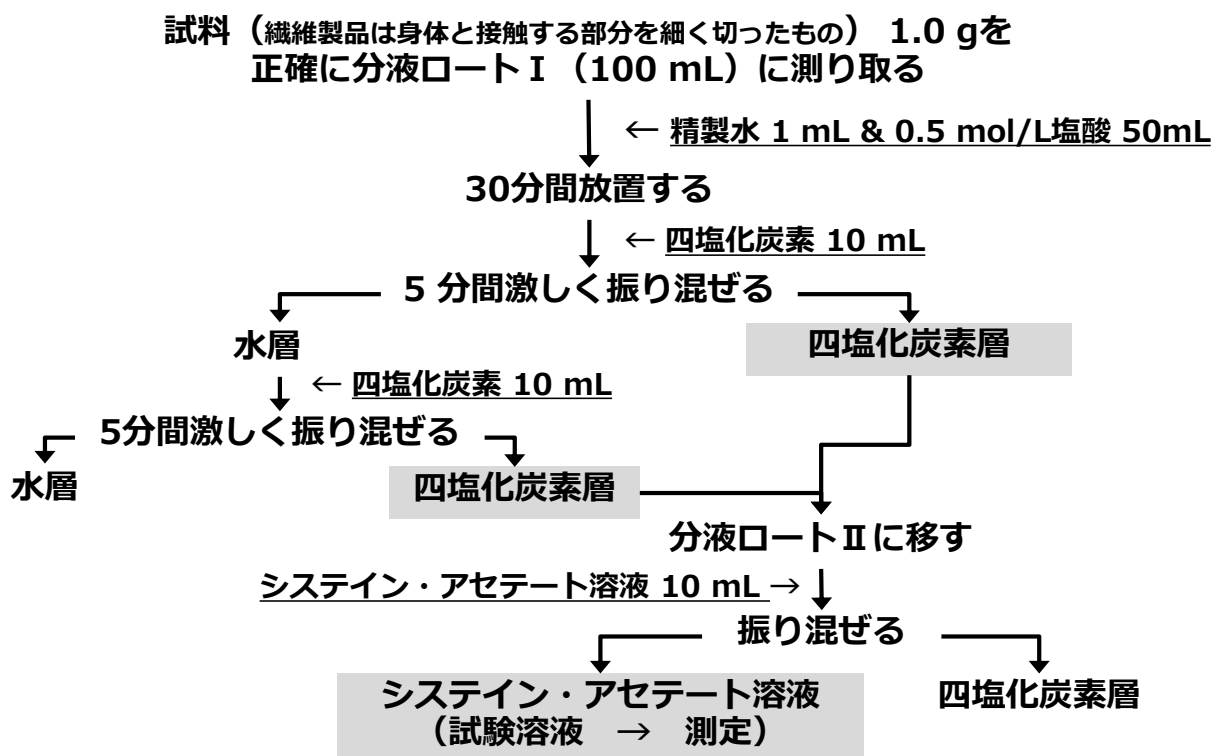 試料（繊維製品は身体と接触する部分を細く切ったもの） 1.0 gを
正確に分液ロートⅠ（100 mL）に測り取る
← 精製水 1 mL & 0.5 mol/L塩酸 50mL
30分間放置する
← 四塩化炭素 10 mL
5 分間激しく振り混ぜる
水層
四塩化炭素層
← 四塩化炭素 10 mL
5分間激しく振り混ぜる
水層
四塩化炭素層
分液ロートⅡに移す
システイン・アセテート溶液 10 mL →
振り混ぜる
システイン・アセテート溶液
（試験溶液 → 測定）
四塩化炭素層